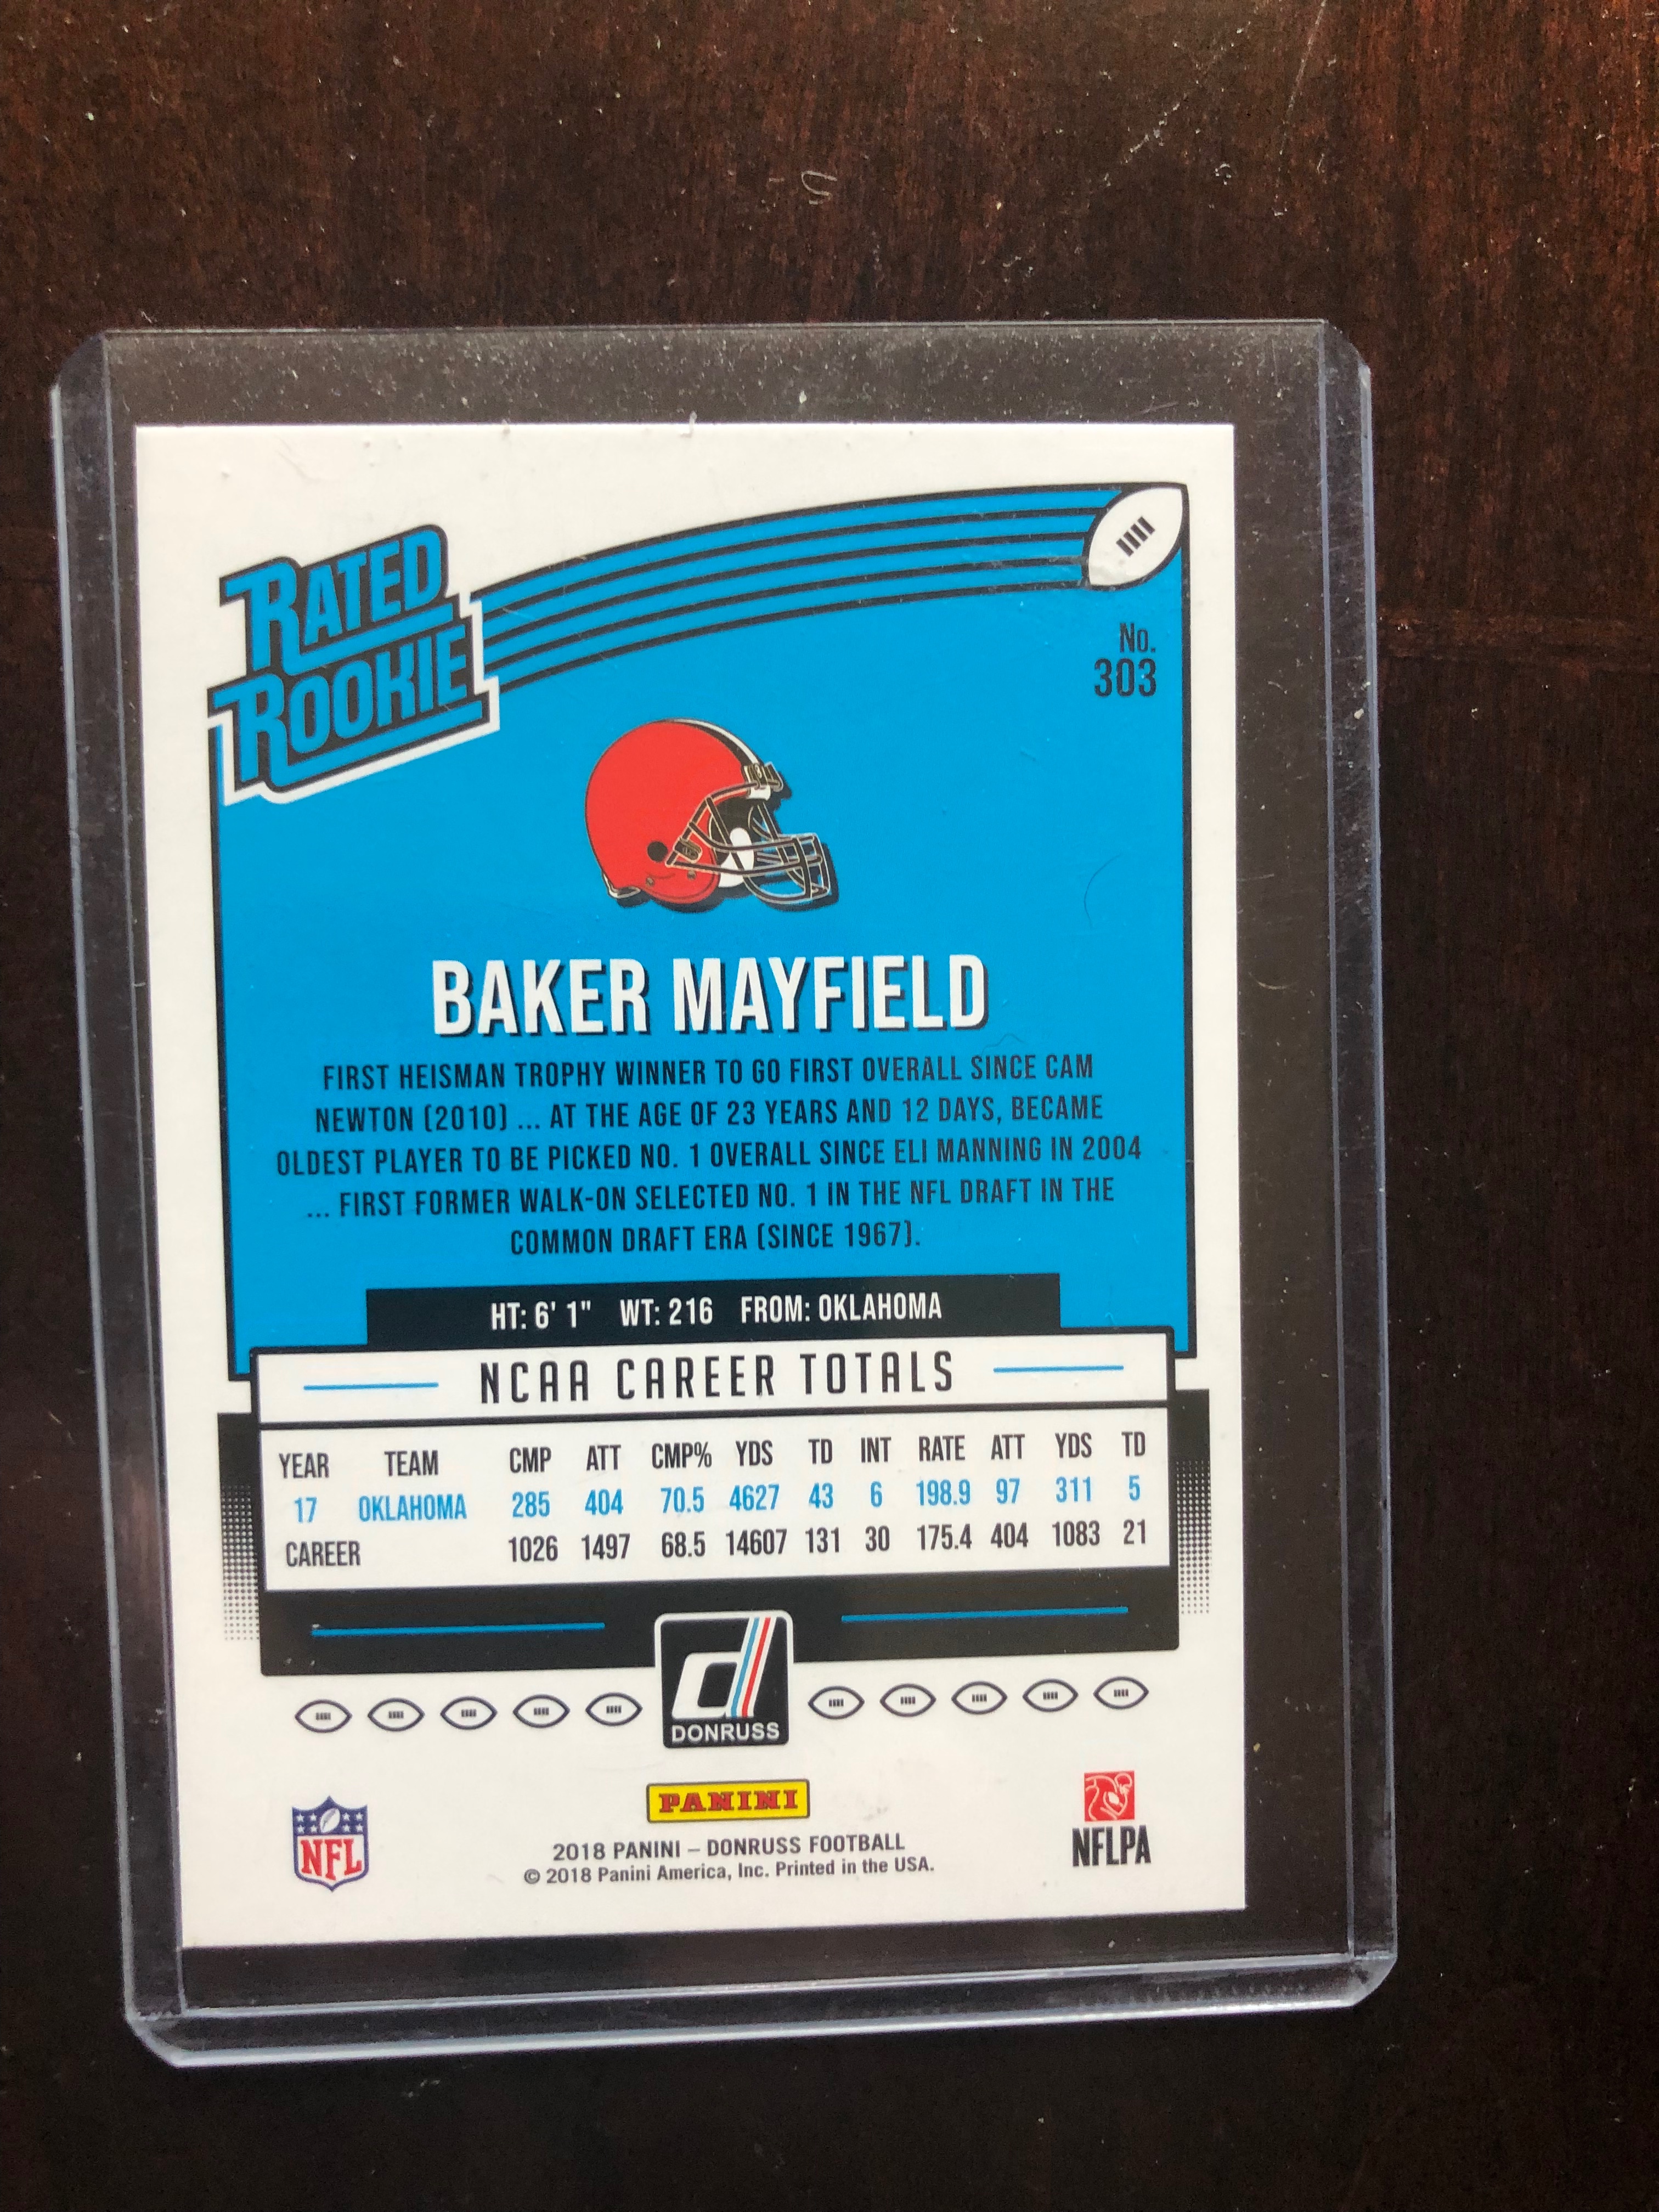 RATED
ROOKIE
No.
303
BAKER MAYFIELD
FIRST HEISMAN TROPHY WINNER TO GO FIRST OVERALL SINCE CAM
NEWTON (2010) ... AT THE AGE OF 23 YEARS AND 12 DAYS, BECAME
OLDEST PLAYER TO BE PICKED NO. 1 OVERALL SINCE ELI MANNING IN 2004
... FIRST FORMER WALK-ON SELECTED NO. 1 IN THE NFL DRAFT IN THE
COMMON DRAFT ERA (SINCE 1967).
HT: 6' 1" WT: 216 FROM: OKLAHOMA
NCAA CAREER TOTALS
YEAR TEAM CMP ATT CMP% YDS TD INT RATE ATT YDS TD
17 OKLAHOMA 285 404 70.5 4627 43 6 198.9 97 311 5
CAREER 1026 1497 68.5 14607 131 30 175.4 404 1083 21
d
DONRUSS
PANINI
NFL
NFLPA
2018 PANINI – DONRUSS FOOTBALL
© 2018 Panini America, Inc. Printed in the USA.